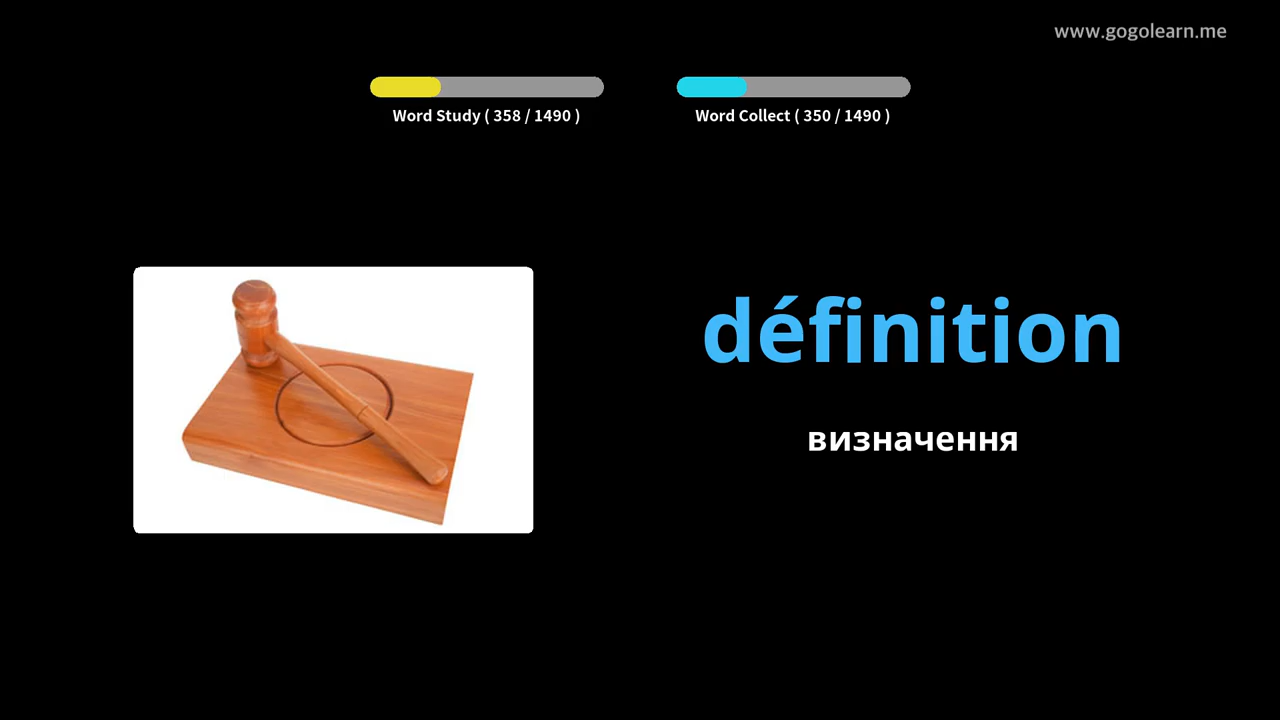 www.gogolearn.me
Word Study ( 358 / 1490 )
Word Collect ( 350 / 1490 )
définition
визначення